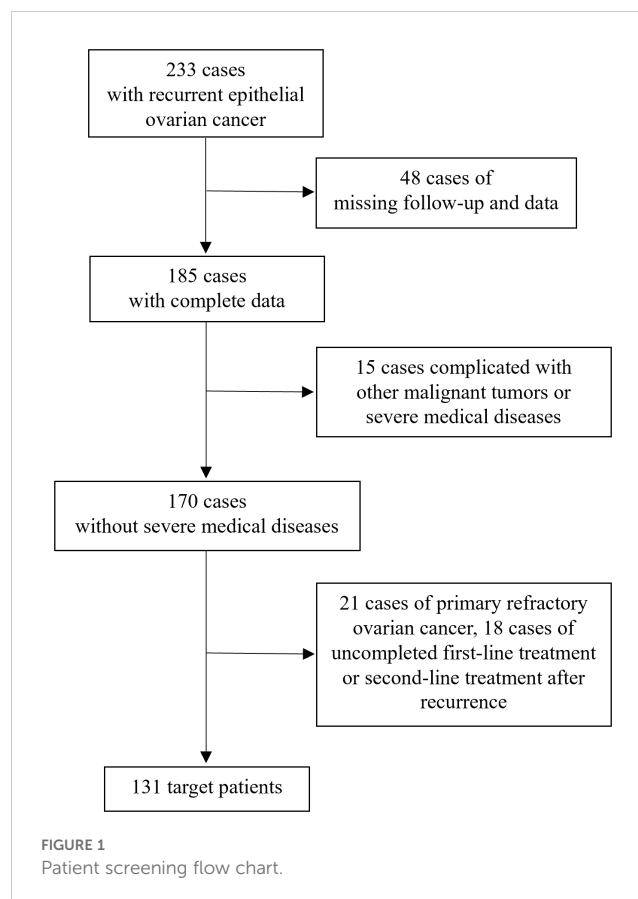 233 cases
with recurrent epithelial
ovarian cancer
48 cases of
missing follow-up and data
185 cases
with complete data
15 cases complicated with
other malignant tumors or
severe medical diseases
170 cases
without severe medical diseases
21 cases of primary refractory
ovarian cancer, 18 cases of
uncompleted first-line treatment
or second-line treatment after
recurrence
131 target patients
FIGURE 1
Patient screening flow chart.